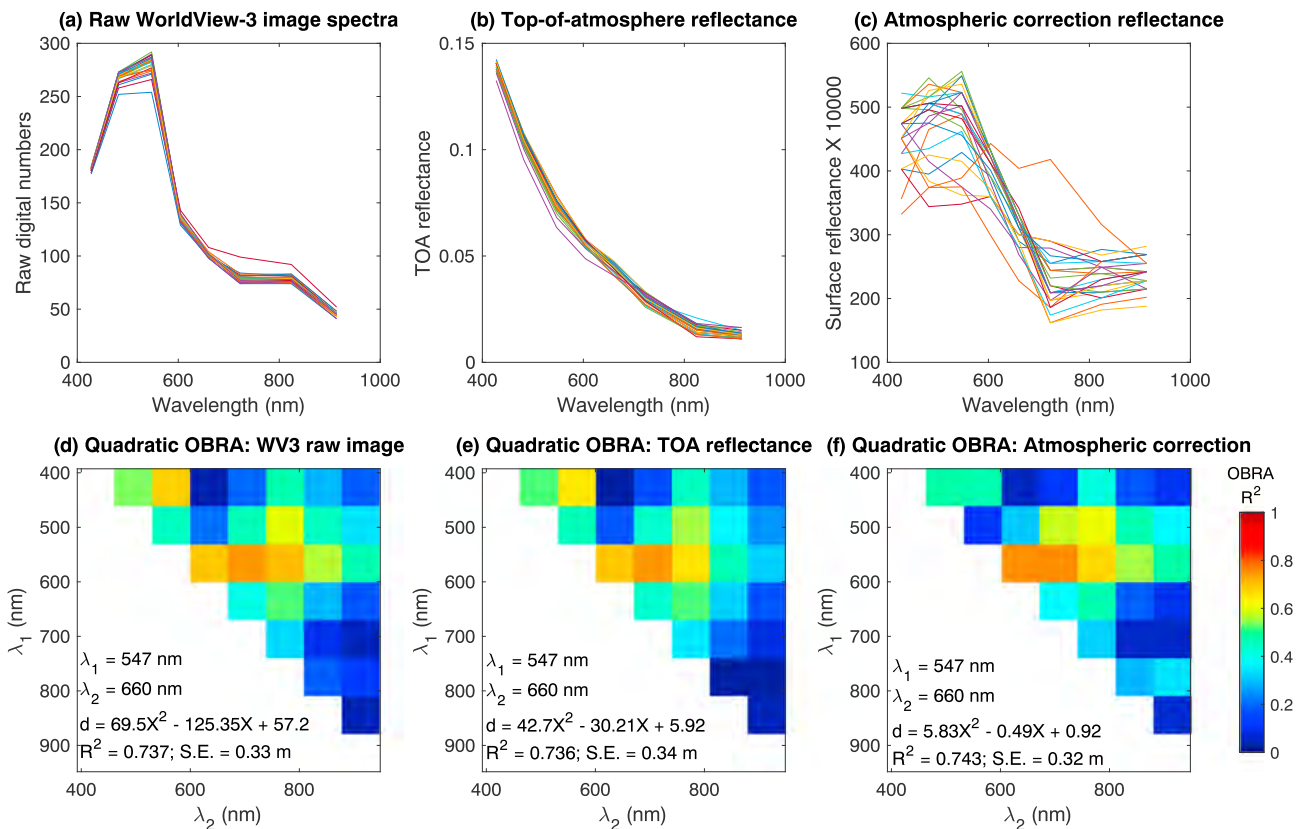 (a) Raw WorldView-3 image spectra
300
250
200
150
100
50
0
400
600
800
1000
Raw digital numbers
Wavelength (nm)
(b) Top-of-atmosphere reflectance
0.15
0.1
0.05
0
400
600
800
1000
TOA reflectance
Wavelength (nm)
(c) Atmospheric correction reflectance
600
500
400
300
200
100
400
600
800
1000
Surface reflectance X 10000
Wavelength (nm)
(d) Quadratic OBRA: WV3 raw image
400
500
600
700
800
900
λ1 (nm)
λ1 = 547 nm
λ2 = 660 nm
d = 69.5X² - 125.35X + 57.2
R² = 0.737; S.E. = 0.33 m
400
600
800
λ2 (nm)
(e) Quadratic OBRA: TOA reflectance
400
500
600
700
800
900
λ1 (nm)
λ1 = 547 nm
λ2 = 660 nm
d = 42.7X² - 30.21X + 5.92
R² = 0.736; S.E. = 0.34 m
400
600
800
λ2 (nm)
(f) Quadratic OBRA: Atmospheric correction
400
500
600
700
800
900
λ1 (nm)
λ1 = 547 nm
λ2 = 660 nm
d = 5.83X² - 0.49X + 0.92
R² = 0.743; S.E. = 0.32 m
400
600
800
λ2 (nm)
OBRA
R²
1
0.8
0.6
0.4
0.2
0